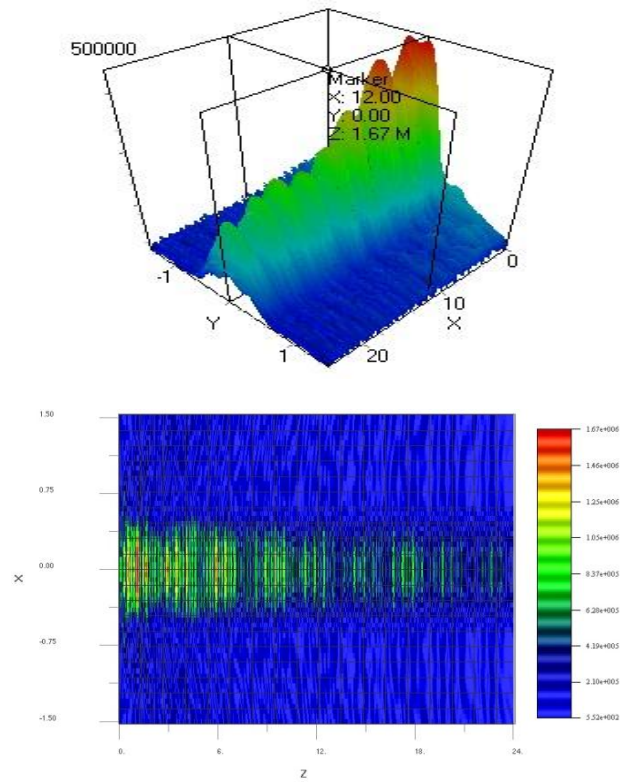 500000
Marker
X: 12.00
Y: 0.00
Z: 1.67 M
-1
0
10
Y
X
1
20
1.50
0.75
0.00
X
-0.75
-1.50
0.
6.
12.
18.
24.
Z
1.67e+006
1.46e+006
1.25e+006
1.05e+006
8.37e+005
6.28e+005
4.19e+005
2.10e+005
5.52e+002